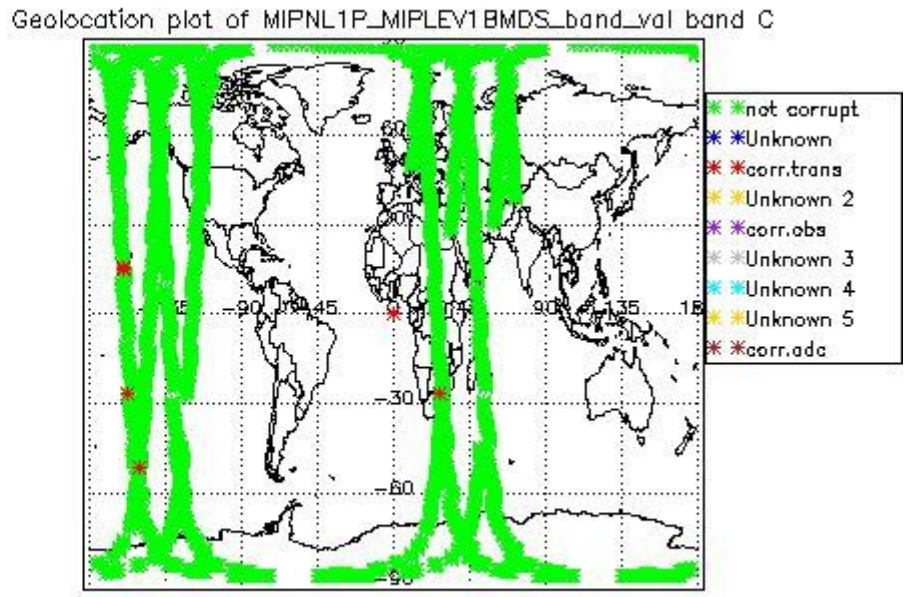 Geolocation plot of MIPNL1P_MIPLEV1BMDS_band_val band C
60
-90
-45
90
135
-30
-60
-90
not corrupt
Unknown
corr.trans
Unknown 2
corr.obs
Unknown 3
Unknown 4
Unknown 5
corr.adc